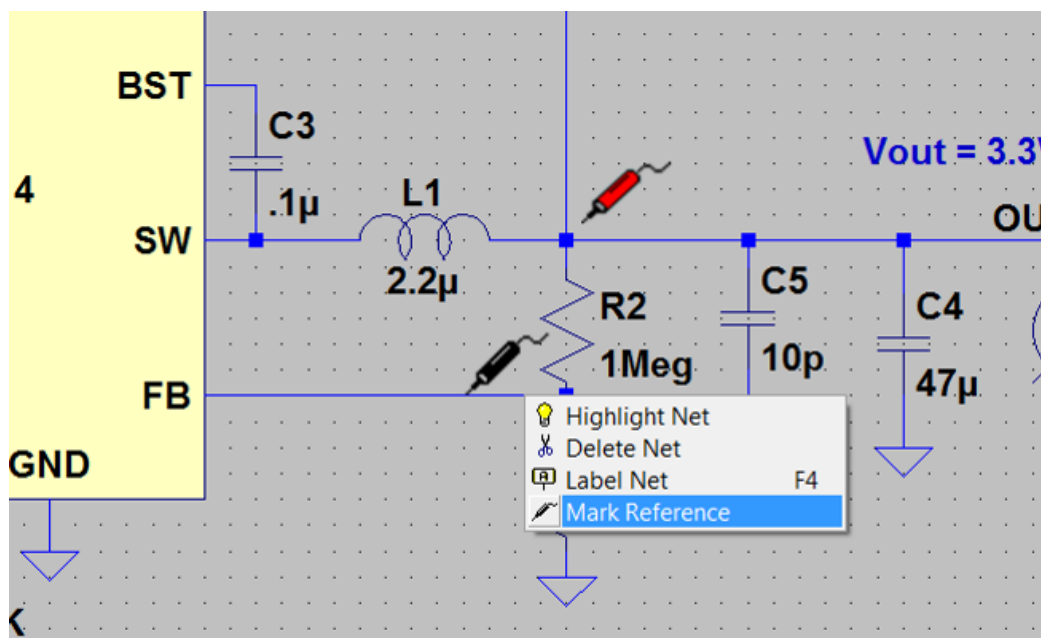 BST
C3
.1µ
4
L1
SW
2.2µ
Vout = 3.3V
OU
C5
10p
C4
47µ
R2
1Meg
FB
GND
Highlight Net
Delete Net
Label Net F4
Mark Reference
K